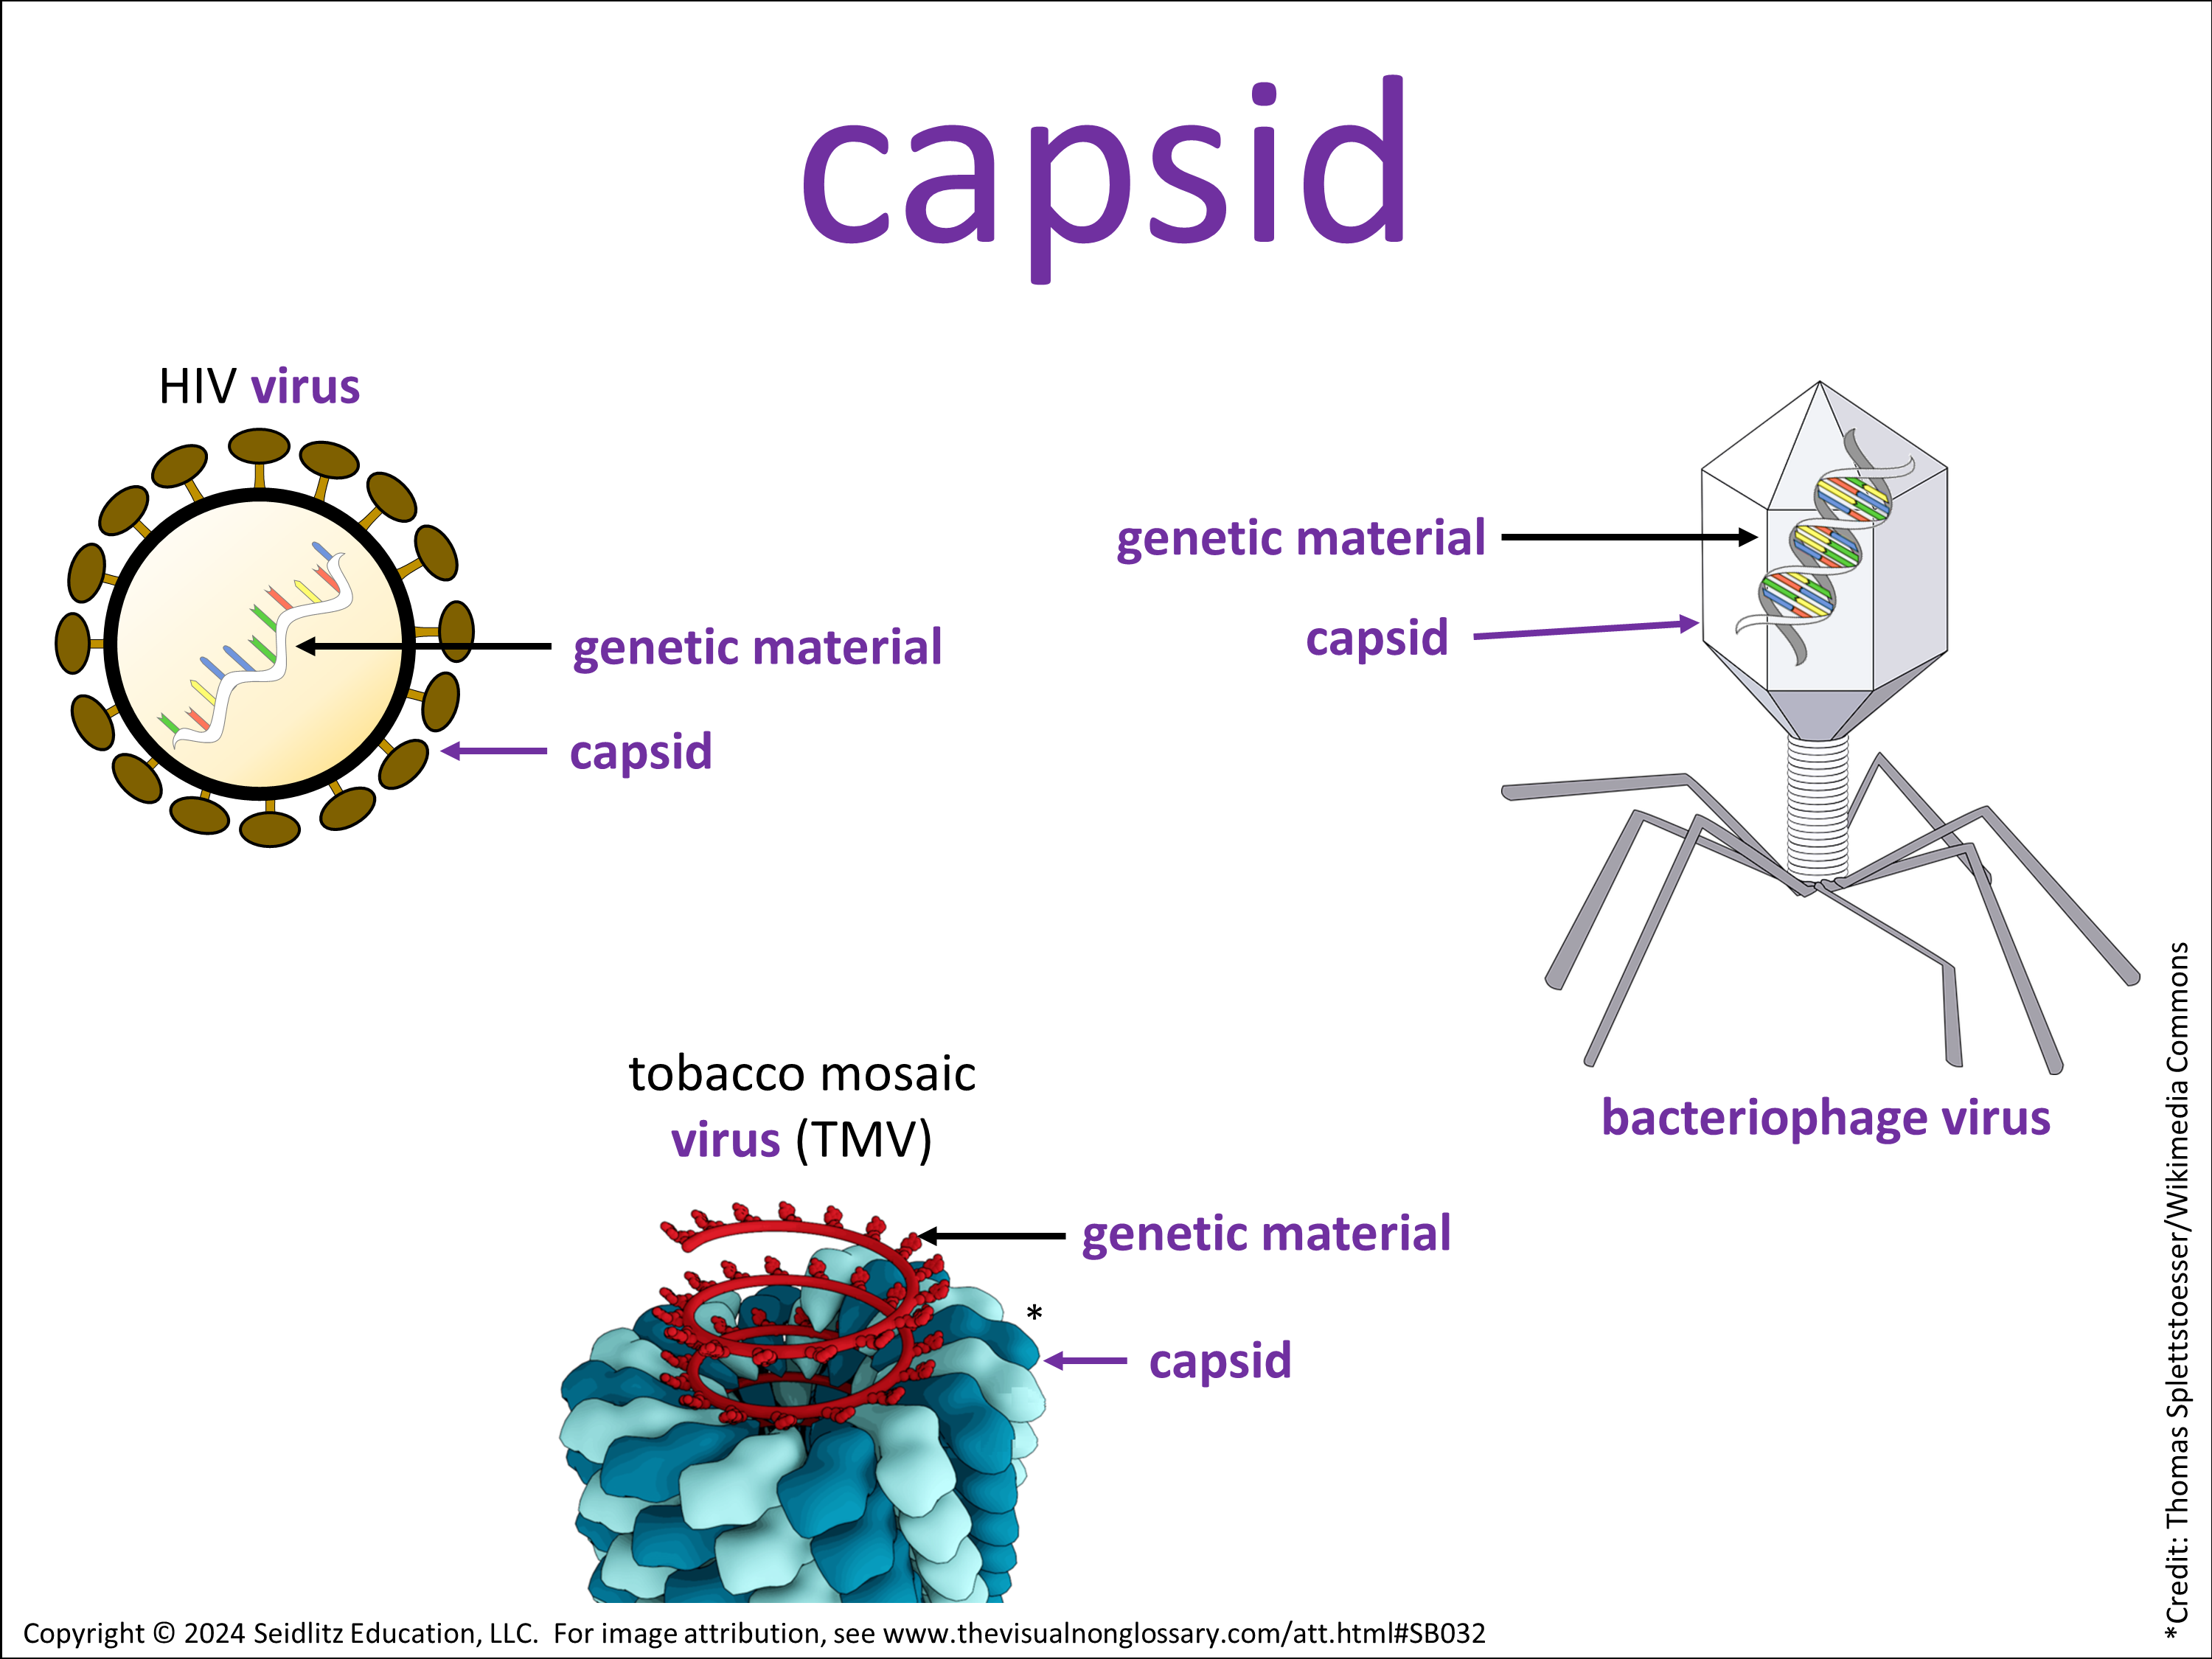 capsid
HIV virus
genetic material
capsid
genetic material
capsid
bacteriophage virus
tobacco mosaic
virus (TMV)
genetic material
*
capsid
*Credit: Thomas Splettstoesser/Wikimedia Commons
Copyright © 2024 Seidlitz Education, LLC.  For image attribution, see www.thevisualnonglossary.com/att.html#SB032